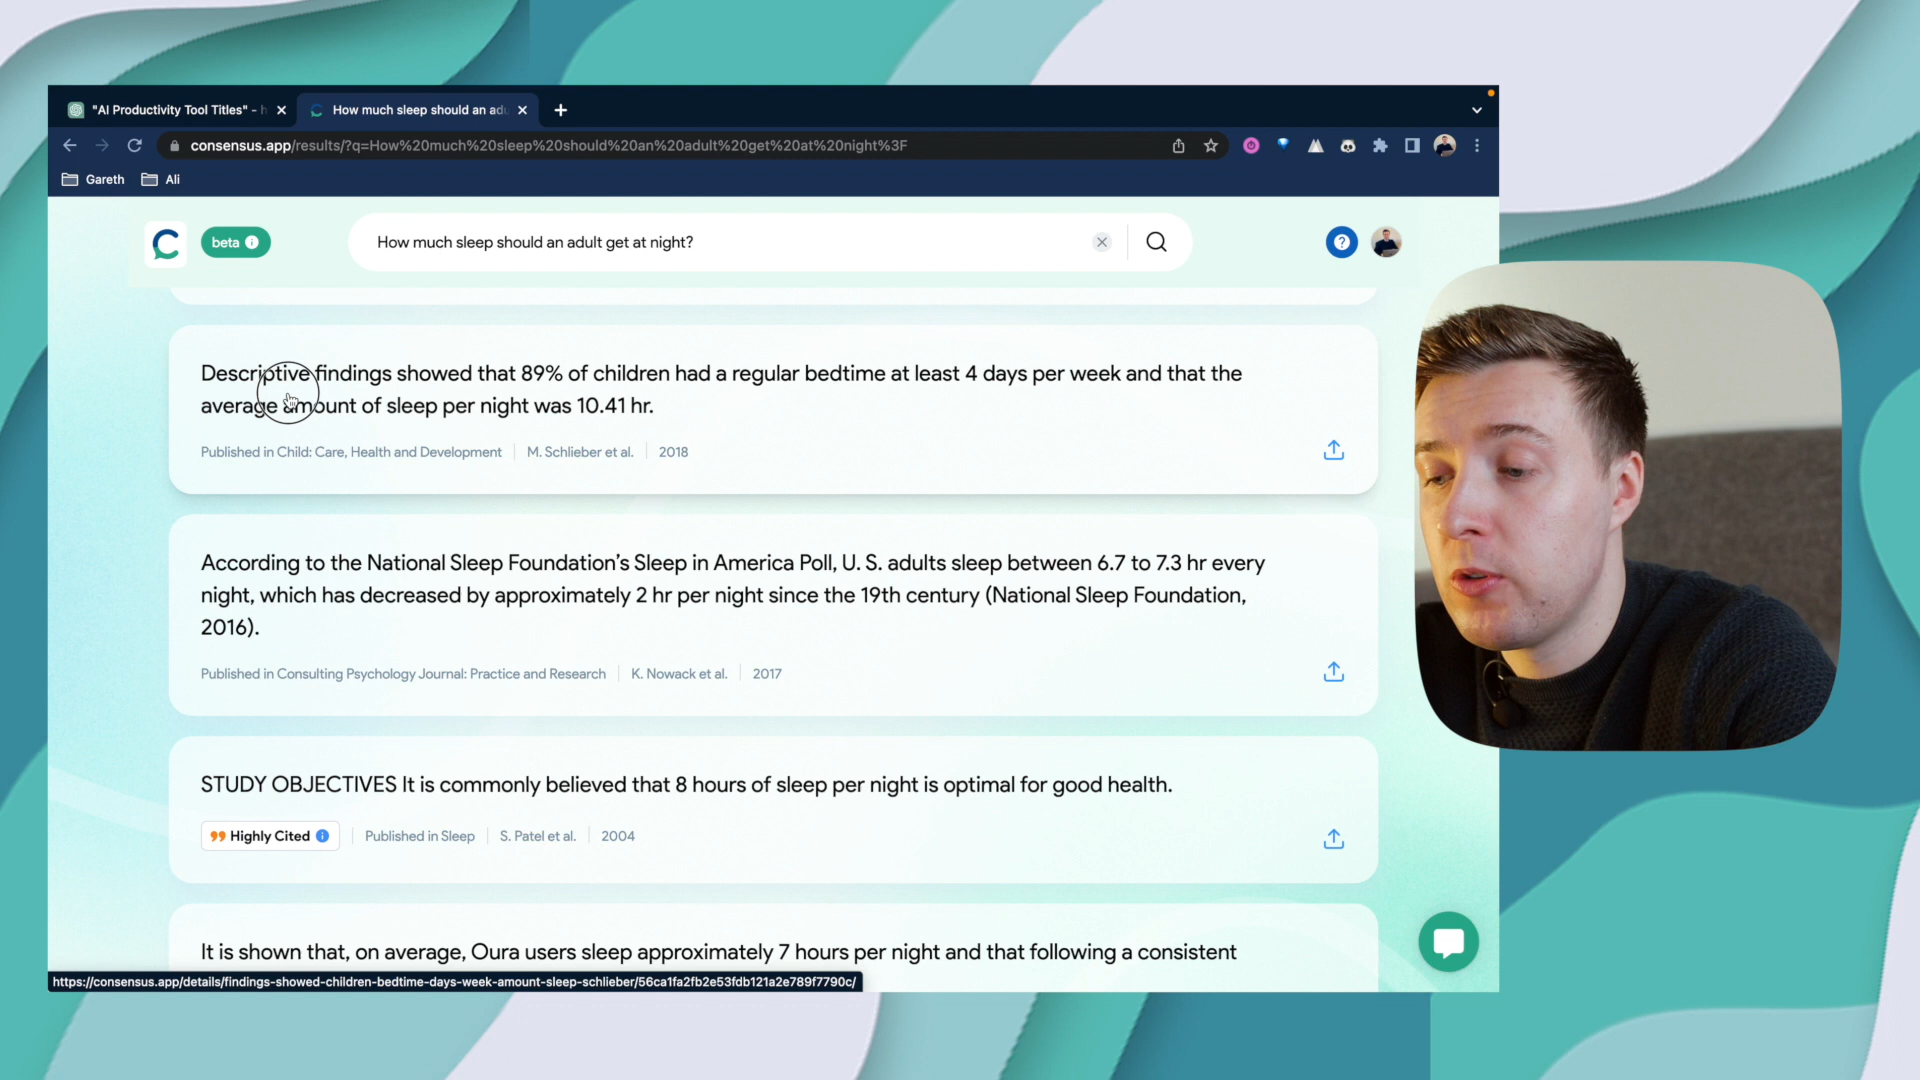 "AI Productivity Tool Titles" - h
How much sleep should an adu
consensus.app/results/?q=How%20much%20sleep%20should%20an%20adult%20get%20at%20night%3F
Gareth
Ali
beta
How much sleep should an adult get at night?
Descriptive findings showed that 89% of children had a regular bedtime at least 4 days per week and that the
average amount of sleep per night was 10.41 hr.
Published in Child: Care, Health and Development M. Schlieber et al. 2018
According to the National Sleep Foundation's Sleep in America Poll, U. S. adults sleep between 6.7 to 7.3 hr every
night, which has decreased by approximately 2 hr per night since the 19th century (National Sleep Foundation,
2016).
Published in Consulting Psychology Journal: Practice and Research K. Nowack et al. 2017
STUDY OBJECTIVES It is commonly believed that 8 hours of sleep per night is optimal for good health.
Highly Cited Published in Sleep S. Patel et al. 2004
It is shown that, on average, Oura users sleep approximately 7 hours per night and that following a consistent
https://consensus.app/details/findings-showed-children-bedtime-days-week-amount-sleep-schlieber/56ca1fa2fb2e53fdb121a2e789f7790c/